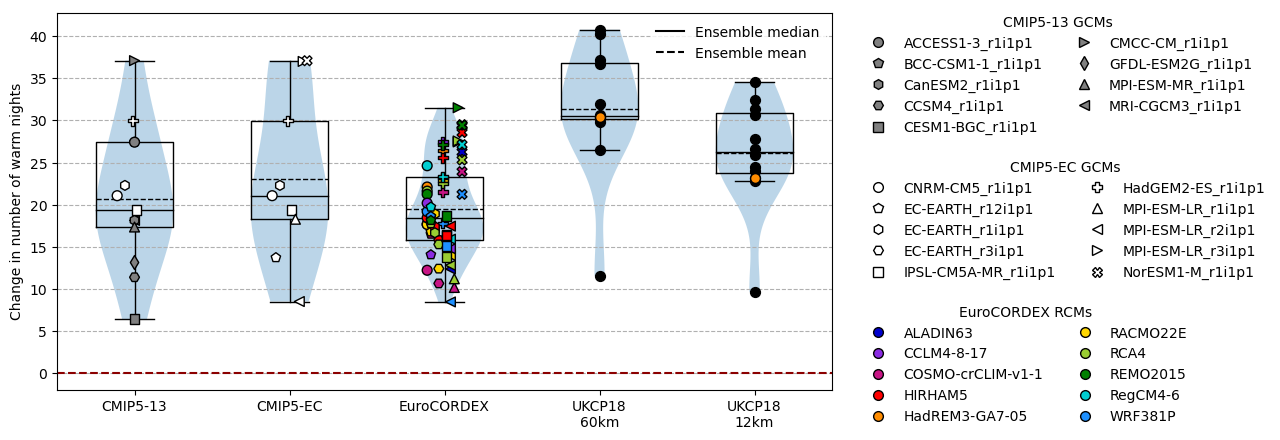 Change in number of warm nights
40
35
30
25
20
15
10
5
0
Ensemble median
Ensemble mean
CMIP5-13
CMIP5-EC
EuroCORDEX
UKCP18
60km
UKCP18
12km
CMIP5-13 GCMs
ACCESS1-3_r1i1p1
BCC-CSM1-1_r1i1p1
CanESM2_r1i1p1
CCSM4_r1i1p1
CESM1-BGC_r1i1p1
CMCC-CM_r1i1p1
GFDL-ESM2G_r1i1p1
MPI-ESM-MR_r1i1p1
MRI-CGCM3_r1i1p1
CMIP5-EC GCMs
CNRM-CM5_r1i1p1
EC-EARTH_r12i1p1
EC-EARTH_r1i1p1
EC-EARTH_r3i1p1
IPSL-CM5A-MR_r1i1p1
HadGEM2-ES_r1i1p1
MPI-ESM-LR_r1i1p1
MPI-ESM-LR_r2i1p1
MPI-ESM-LR_r3i1p1
NorESM1-M_r1i1p1
EuroCORDEX RCMs
ALADIN63
CCLM4-8-17
COSMO-crCLIM-v1-1
HIRHAM5
HadREM3-GA7-05
RACMO22E
RCA4
REMO2015
RegCM4-6
WRF381P